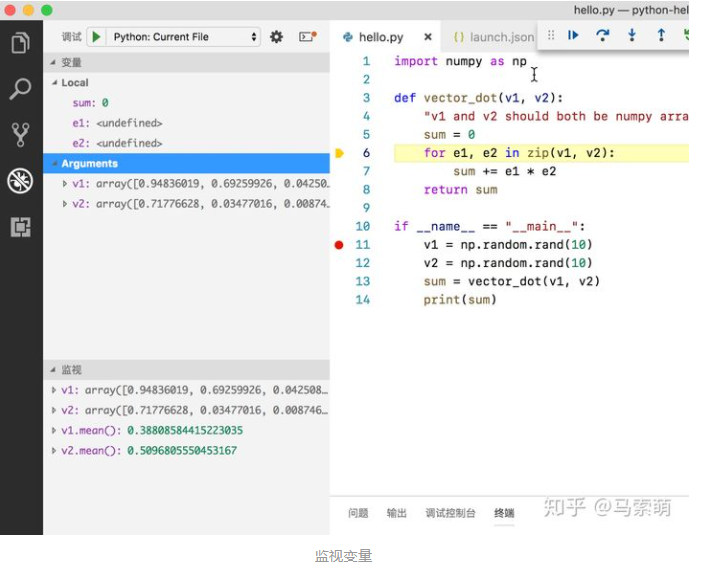 hello.py — python-hel
调试 Python: Current File
hello.py × {} launch.json
变量
Local
sum: 0
e1: <undefined>
e2: <undefined>
Arguments
v1: array([0.94836019, 0.69259926, 0.04250…
v2: array([0.71776628, 0.03477016, 0.00874…
监视
v1: array([0.94836019, 0.69259926, 0.042508…
v2: array([0.71776628, 0.03477016, 0.008746…
v1.mean(): 0.38808584415223035
v2.mean(): 0.5096805550453167
1 import numpy as np
2
3 def vector_dot(v1, v2):
4 "v1 and v2 should both be numpy arra
5 sum = 0
6 for e1, e2 in zip(v1, v2):
7 sum += e1 * e2
8 return sum
9
10 if __name__ == "__main__":
11 v1 = np.random.rand(10)
12 v2 = np.random.rand(10)
13 sum = vector_dot(v1, v2)
14 print(sum)
问题 输出 调试控制台 终端
知乎 @马索萌
监视变量